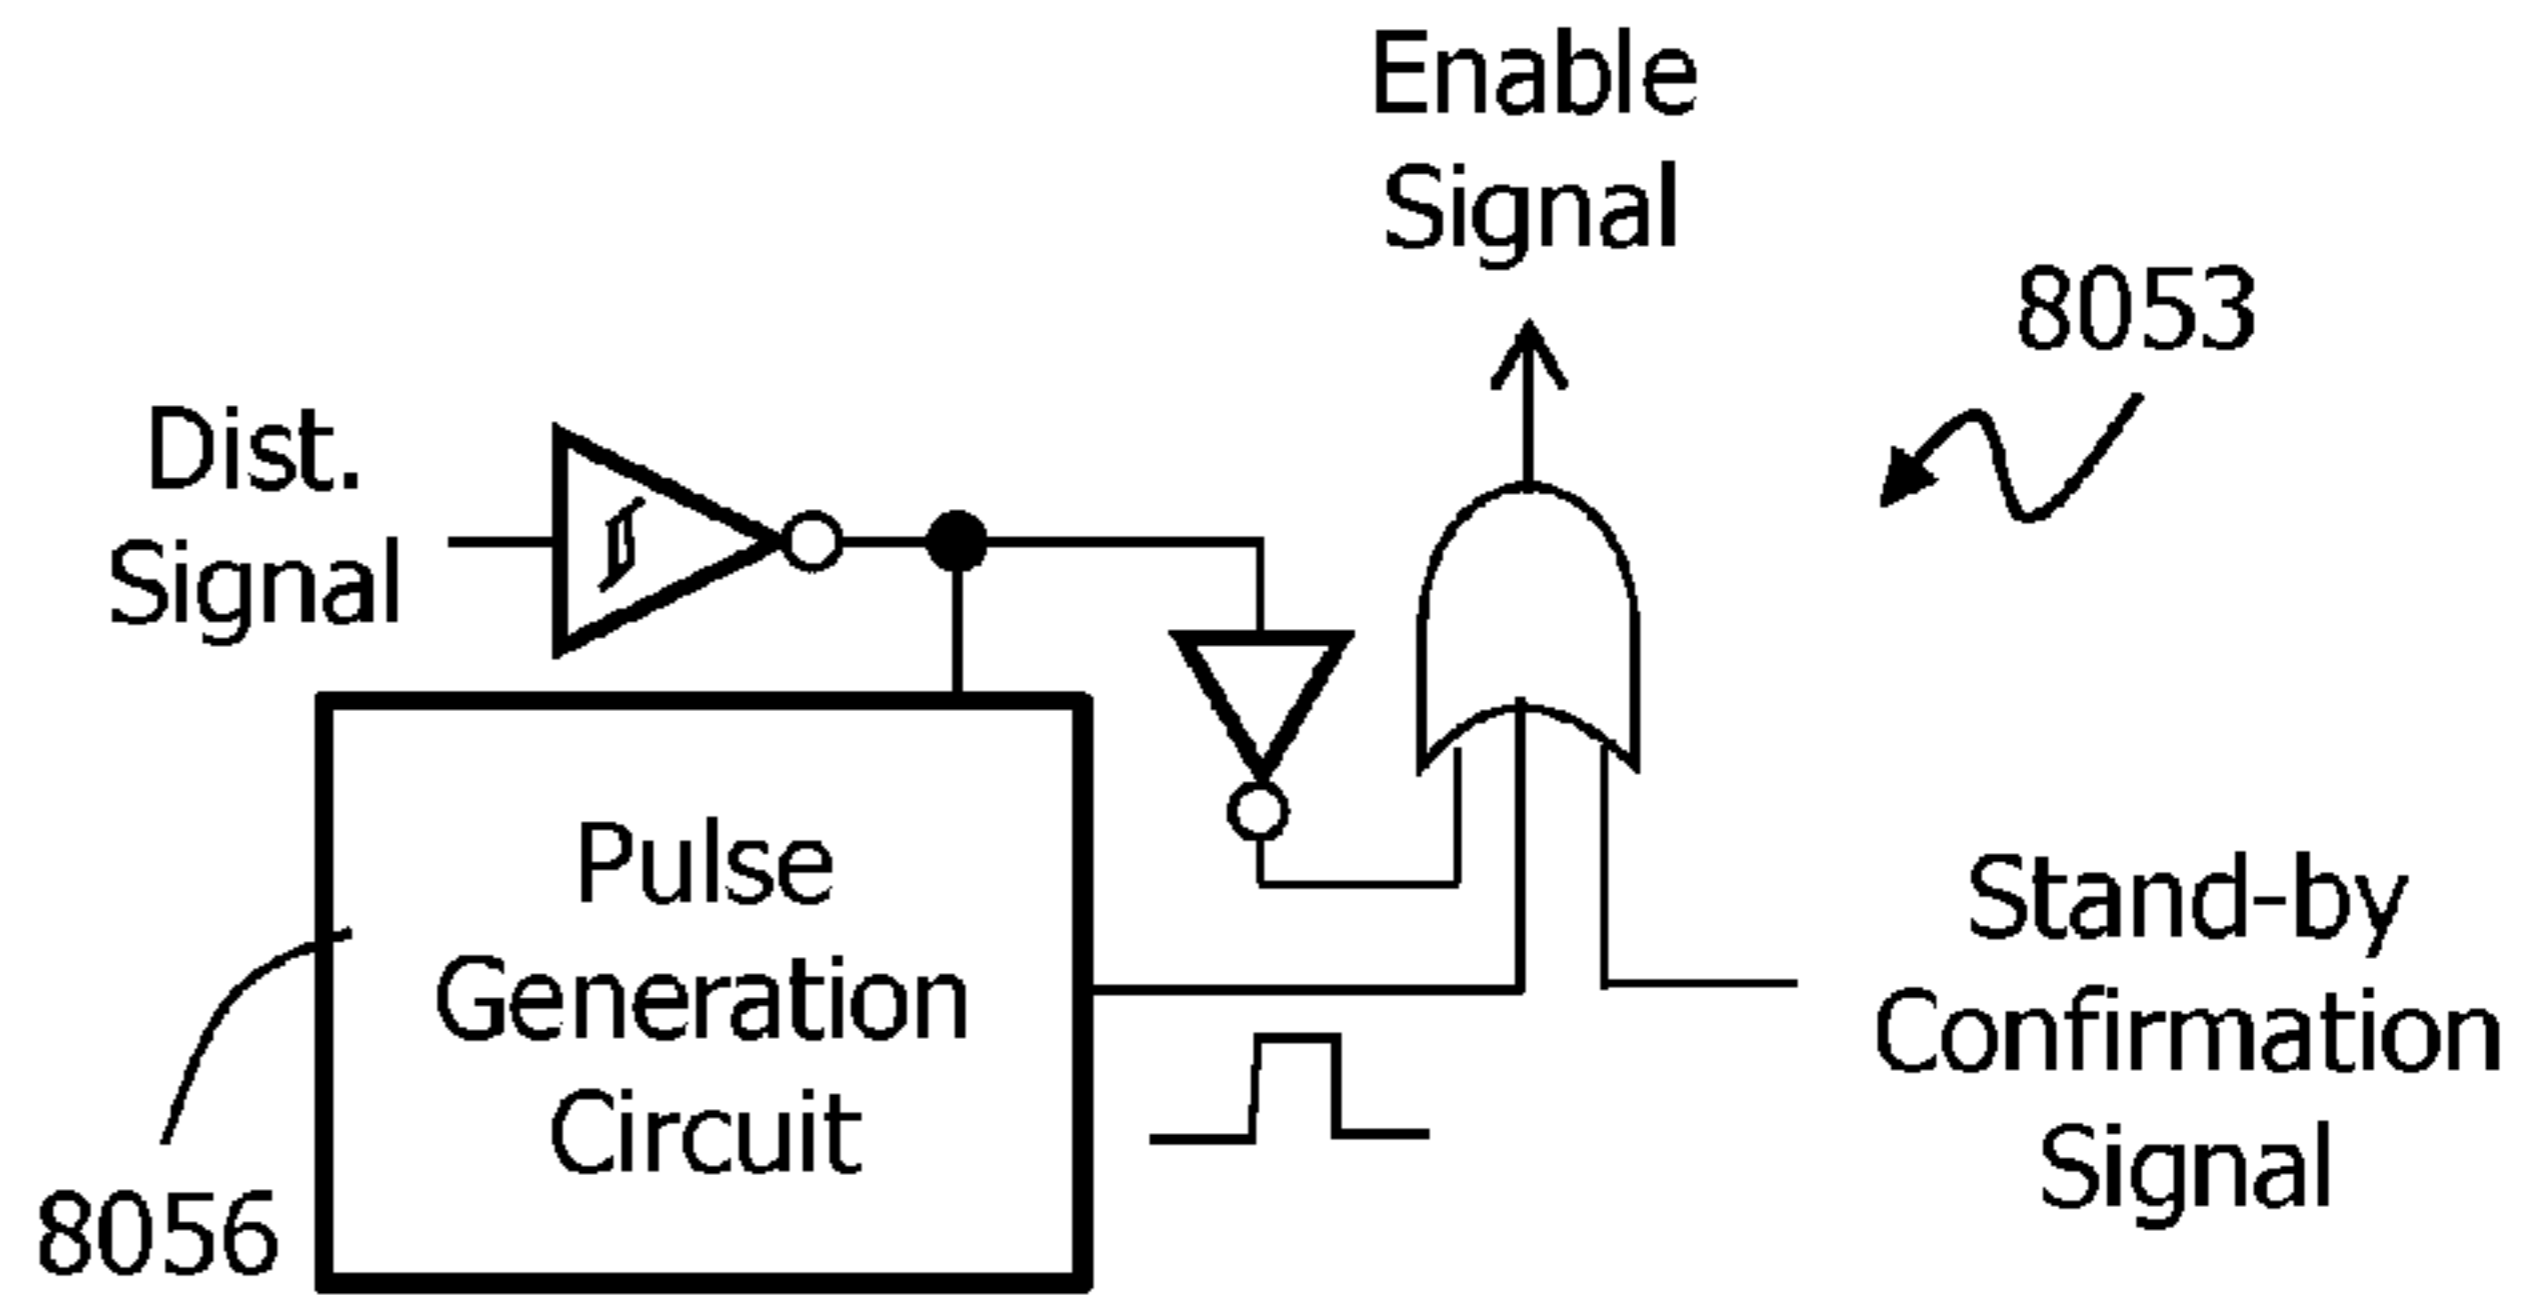 Enable
Signal
8053
Dist.
Signal
Pulse
Generation
Circuit
Stand-by
Confirmation
Signal
8056